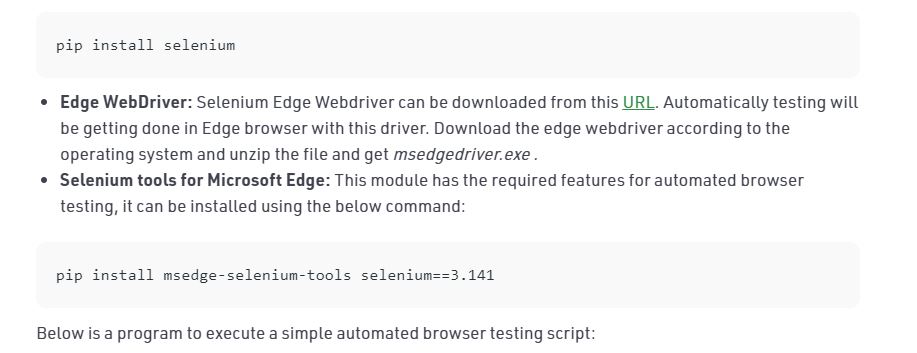 pip install selenium
• Edge WebDriver: Selenium Edge Webdriver can be downloaded from this URL. Automatically testing will
be getting done in Edge browser with this driver. Download the edge webdriver according to the
operating system and unzip the file and get msedgedriver.exe .
• Selenium tools for Microsoft Edge: This module has the required features for automated browser
testing, it can be installed using the below command:
pip install msedge-selenium-tools selenium==3.141
Below is a program to execute a simple automated browser testing script: